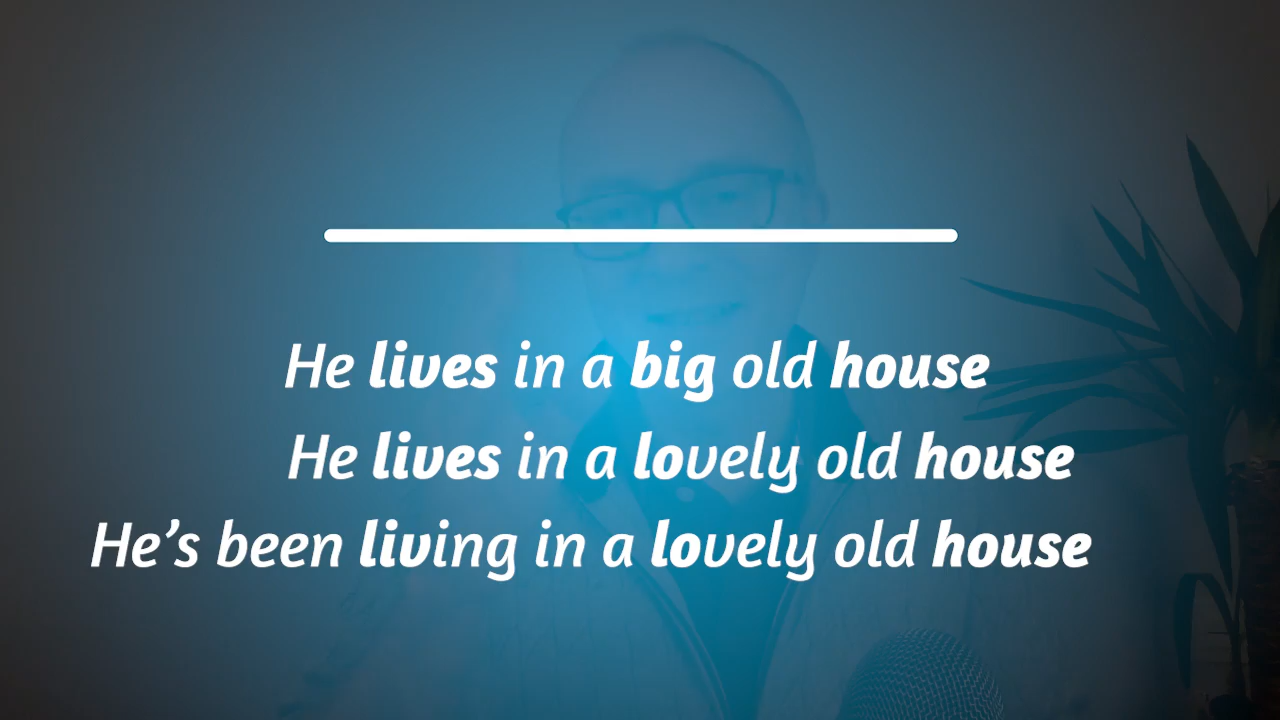 He lives in a big old house
He lives in a lovely old house
He’s been living in a lovely old house